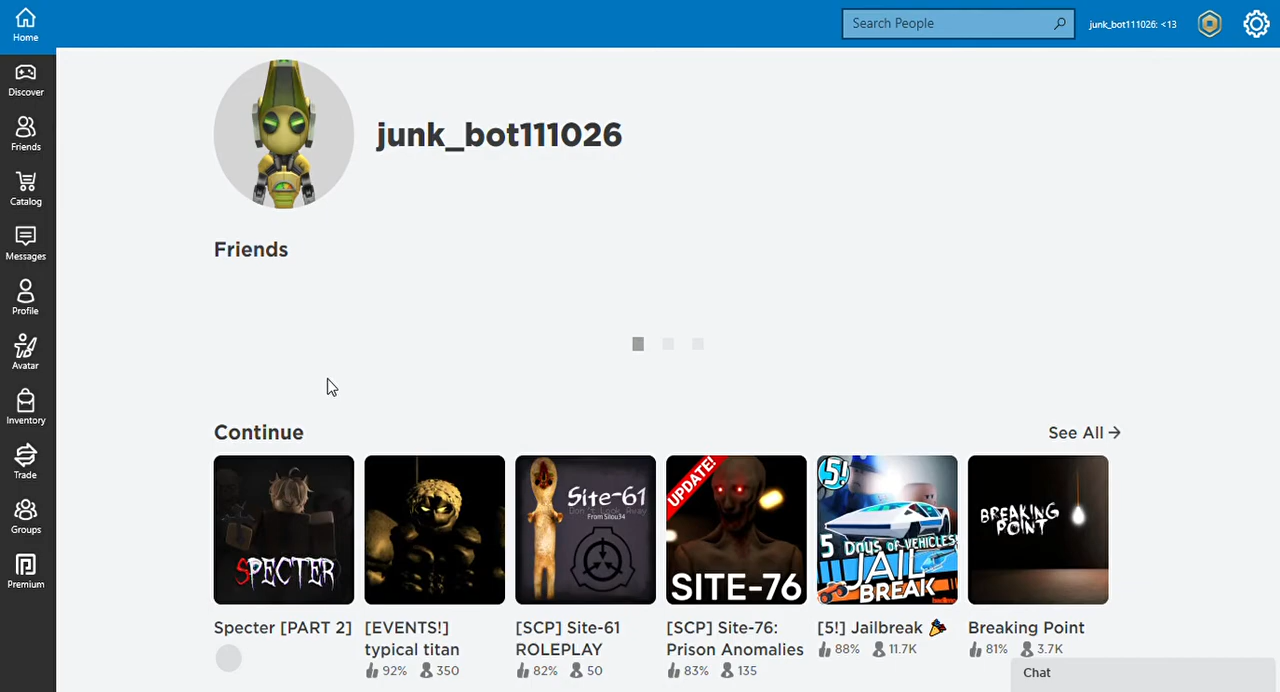 Home
Search People
junk_bot111026: <13
Discover
Friends
Catalog
Messages
Profile
Avatar
Inventory
Trade
Groups
Premium
junk_bot111026
Friends
Continue
See All
SPECTER
Site-61
Don't Look Away
From Silou34
UPDATE!
SITE-76
5!
5 DAYS OF VEHICLES
JAIL
BREAK
BREAKING
POINT
Specter [PART 2]
[EVENTS!]
typical titan
92% 350
[SCP] Site-61
ROLEPLAY
82% 50
[SCP] Site-76:
Prison Anomalies
83% 135
[5!] Jailbreak 🎉
88% 11.7K
Breaking Point
81% 3.7K
Chat